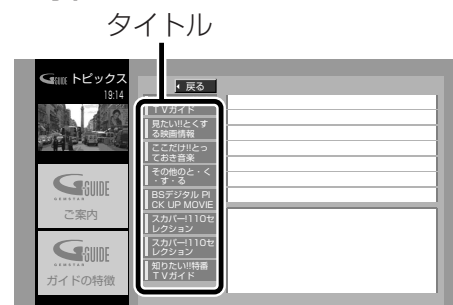 タイトル
GGUIDE トピックス
19:14
◀ 戻る
TVガイド
見たい!!とくす
る映画情報
ここだけ!!とっ
ておき音楽
その他のと・く
・す・る
BSデジタル PI
CK UP MOVIE
スカパー!110セ
レクション
スカパー!110セ
レクション
知りたい!!特番
TVガイド
GGUIDE
GEMSTAR
ご案内
GGUIDE
GEMSTAR
ガイドの特徴